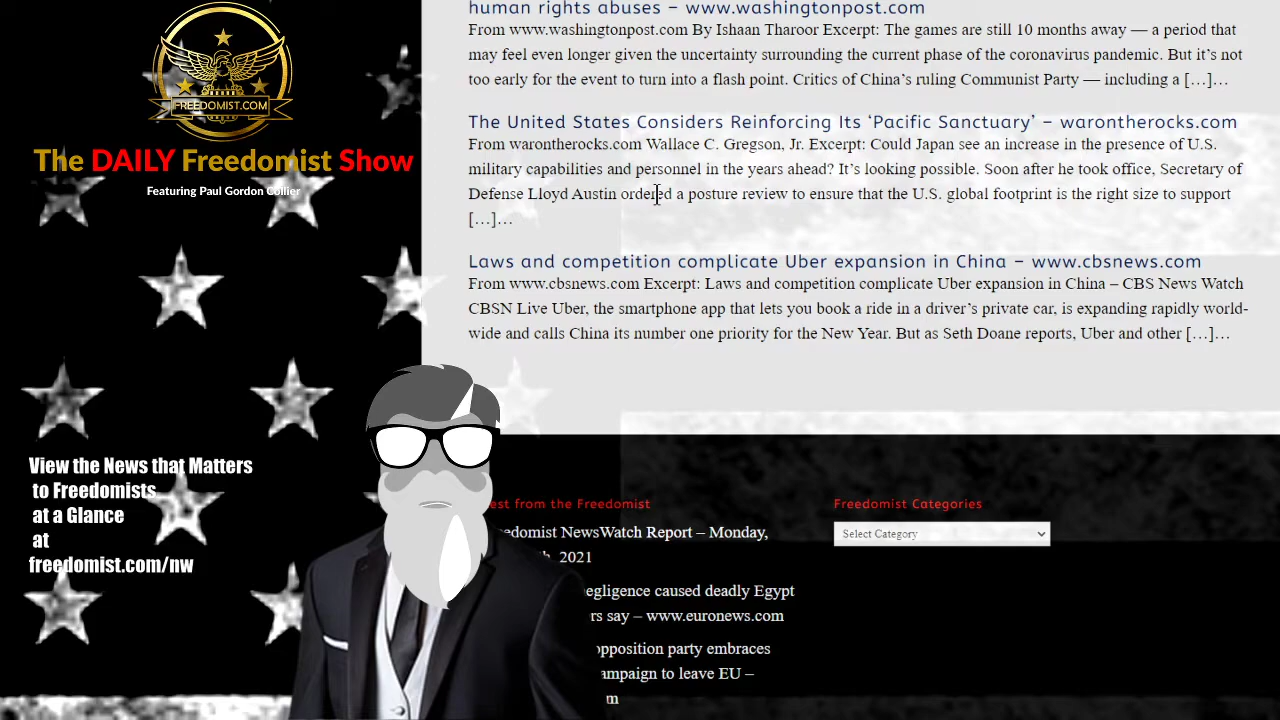 FREEDOMIST.COM
The DAILY Freedomist Show
Featuring Paul Gordon Collier
View the News that Matters
to Freedomists
at a Glance
at
freedomist.com/nw
human rights abuses – www.washingtonpost.com
From www.washingtonpost.com By Ishaan Tharoor Excerpt: The games are still 10 months away — a period that
may feel even longer given the uncertainty surrounding the current phase of the coronavirus pandemic. But it’s not
too early for the event to turn into a flash point. Critics of China’s ruling Communist Party — including a […]…
The United States Considers Reinforcing Its ‘Pacific Sanctuary’ – warontherocks.com
From warontherocks.com Wallace C. Gregson, Jr. Excerpt: Could Japan see an increase in the presence of U.S.
military capabilities and personnel in the years ahead? It’s looking possible. Soon after he took office, Secretary of
Defense Lloyd Austin ordered a posture review to ensure that the U.S. global footprint is the right size to support
[…]…
Laws and competition complicate Uber expansion in China – www.cbsnews.com
From www.cbsnews.com Excerpt: Laws and competition complicate Uber expansion in China – CBS News Watch
CBSN Live Uber, the smartphone app that lets you book a ride in a driver’s private car, is expanding rapidly world-
wide and calls China its number one priority for the New Year. But as Seth Doane reports, Uber and other […]…
est from the Freedomist
eedomist NewsWatch Report – Monday,
h, 2021
egligence caused deadly Egypt
rs say – www.euronews.com
opposition party embraces
ampaign to leave EU –
m
Freedomist Categories
Select Category